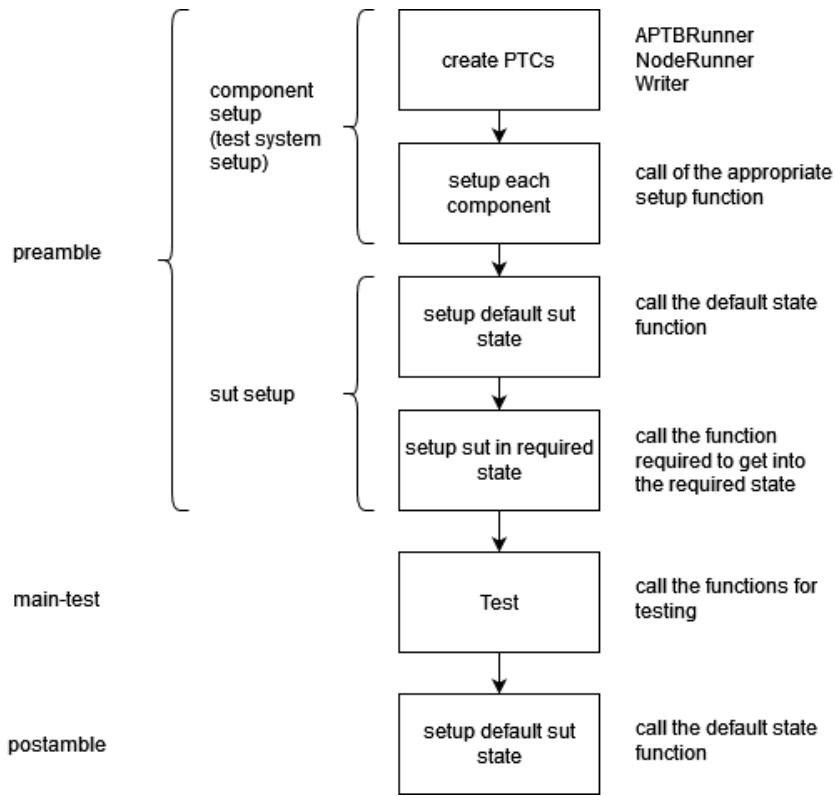 create PTCs
APTBRunner
NodeRunner
Writer
component
setup
(test system
setup)
setup each
component
call of the appropriate
setup function
preamble
setup default sut
state
call the default state
function
sut setup
setup sut in required
state
call the function
required to get into
the required state
main-test
Test
call the functions for
testing
postamble
setup default sut
state
call the default state
function